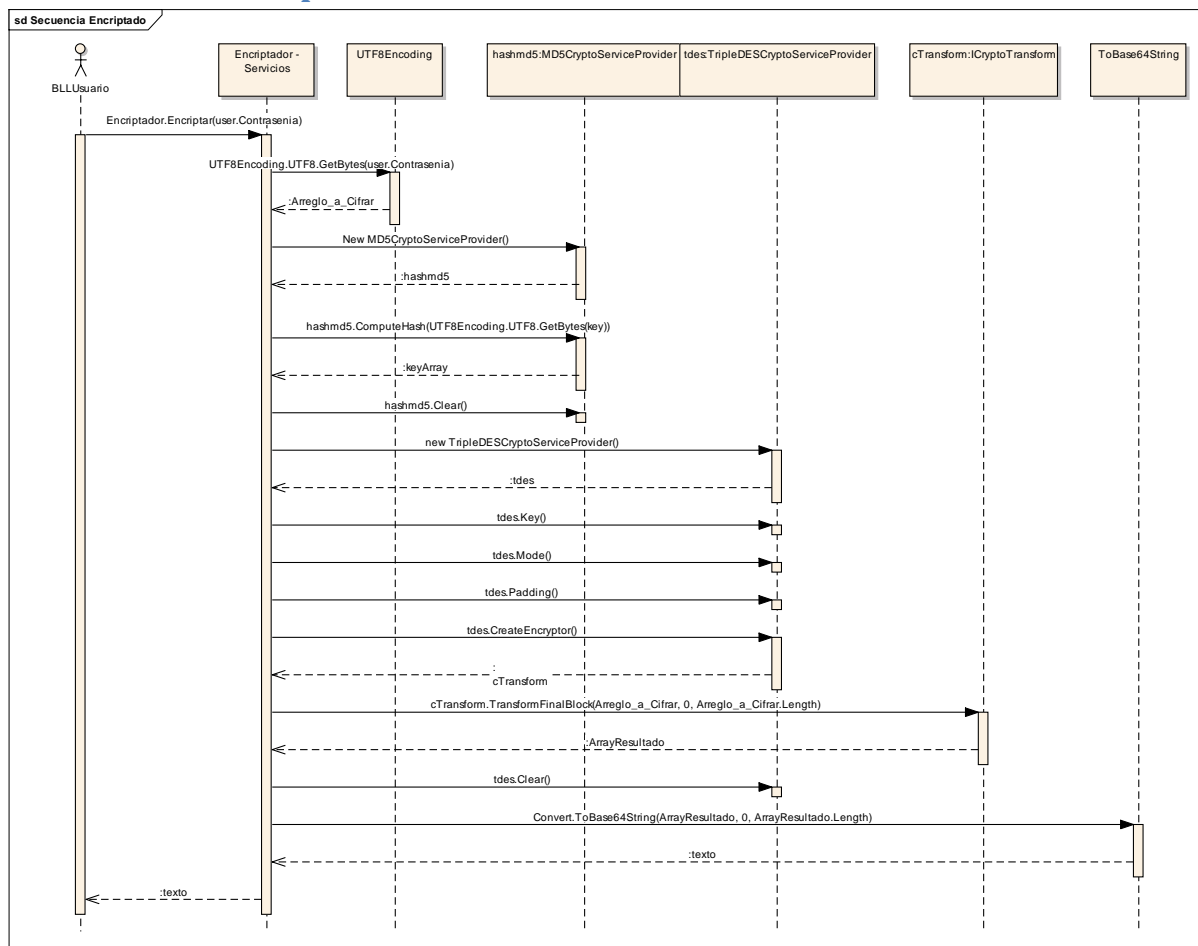 sd Secuencia Encriptado
BLLUsuario
Encriptador -
Servicios
UTF8Encoding
hashmd5:MD5CryptoServiceProvider
tdes:TripleDESCryptoServiceProvider
cTransform:ICryptoTransform
ToBase64String
Encriptador.Encriptar(user.Contrasenia)
UTF8Encoding.UTF8.GetBytes(user.Contrasenia)
:Arreglo_a_Cifrar
New MD5CryptoServiceProvider()
:hashmd5
hashmd5.ComputeHash(UTF8Encoding.UTF8.GetBytes(key))
:keyArray
hashmd5.Clear()
new TripleDESCryptoServiceProvider()
:tdes
tdes.Key()
tdes.Mode()
tdes.Padding()
tdes.CreateEncryptor()
:
cTransform
cTransform.TransformFinalBlock(Arreglo_a_Cifrar, 0, Arreglo_a_Cifrar.Length)
:ArrayResultado
tdes.Clear()
Convert.ToBase64String(ArrayResultado, 0, ArrayResultado.Length)
:texto
:texto